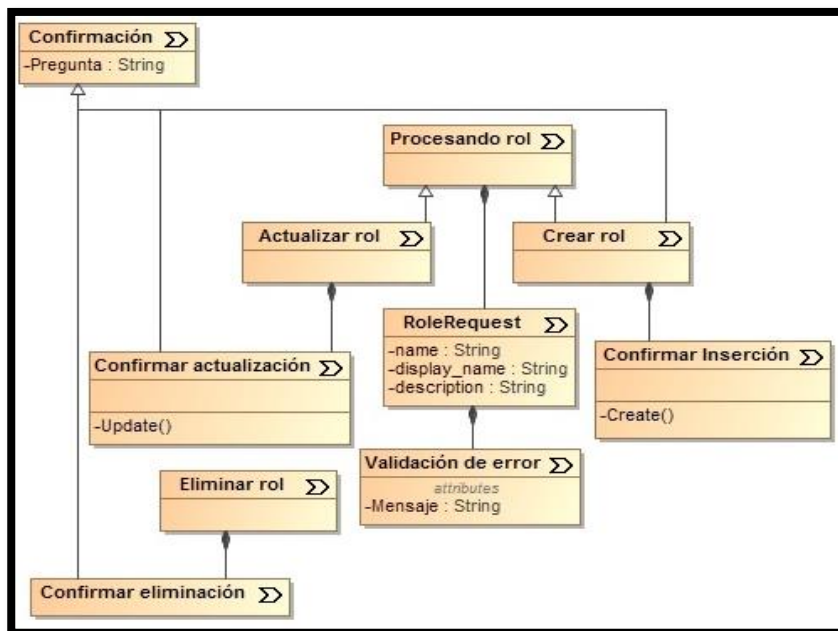 Confirmación
-Pregunta : String
Procesando rol
Actualizar rol
Crear rol
RoleRequest
-name : String
-display_name : String
-description : String
Confirmar actualización
-Update()
Confirmar Inserción
-Create()
Validación de error
attributes
-Mensaje : String
Eliminar rol
Confirmar eliminación